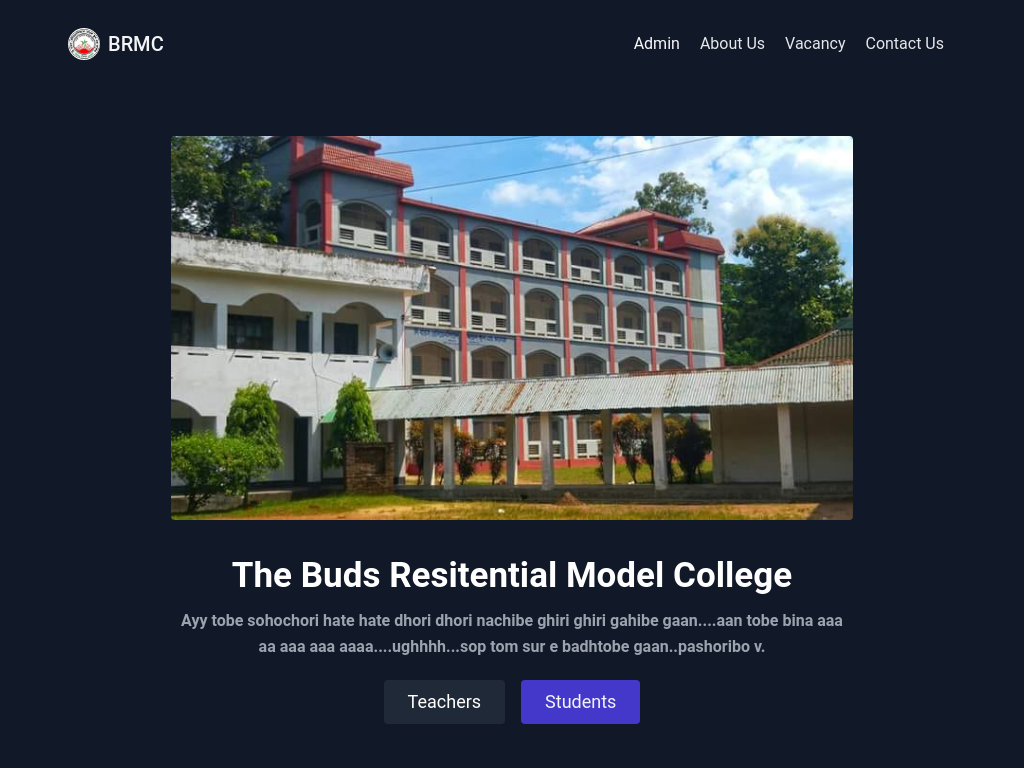 BRMC
Admin
About Us
Vacancy
Contact Us
The Buds Resitential Model College
Ayy tobe sohochori hate hate dhori dhori nachibe ghiri ghiri gahibe gaan....aan tobe bina aaa
aa aaa aaa aaaa....ughhhh...sop tom sur e badhtobe gaan..pashoribo v.
Teachers
Students